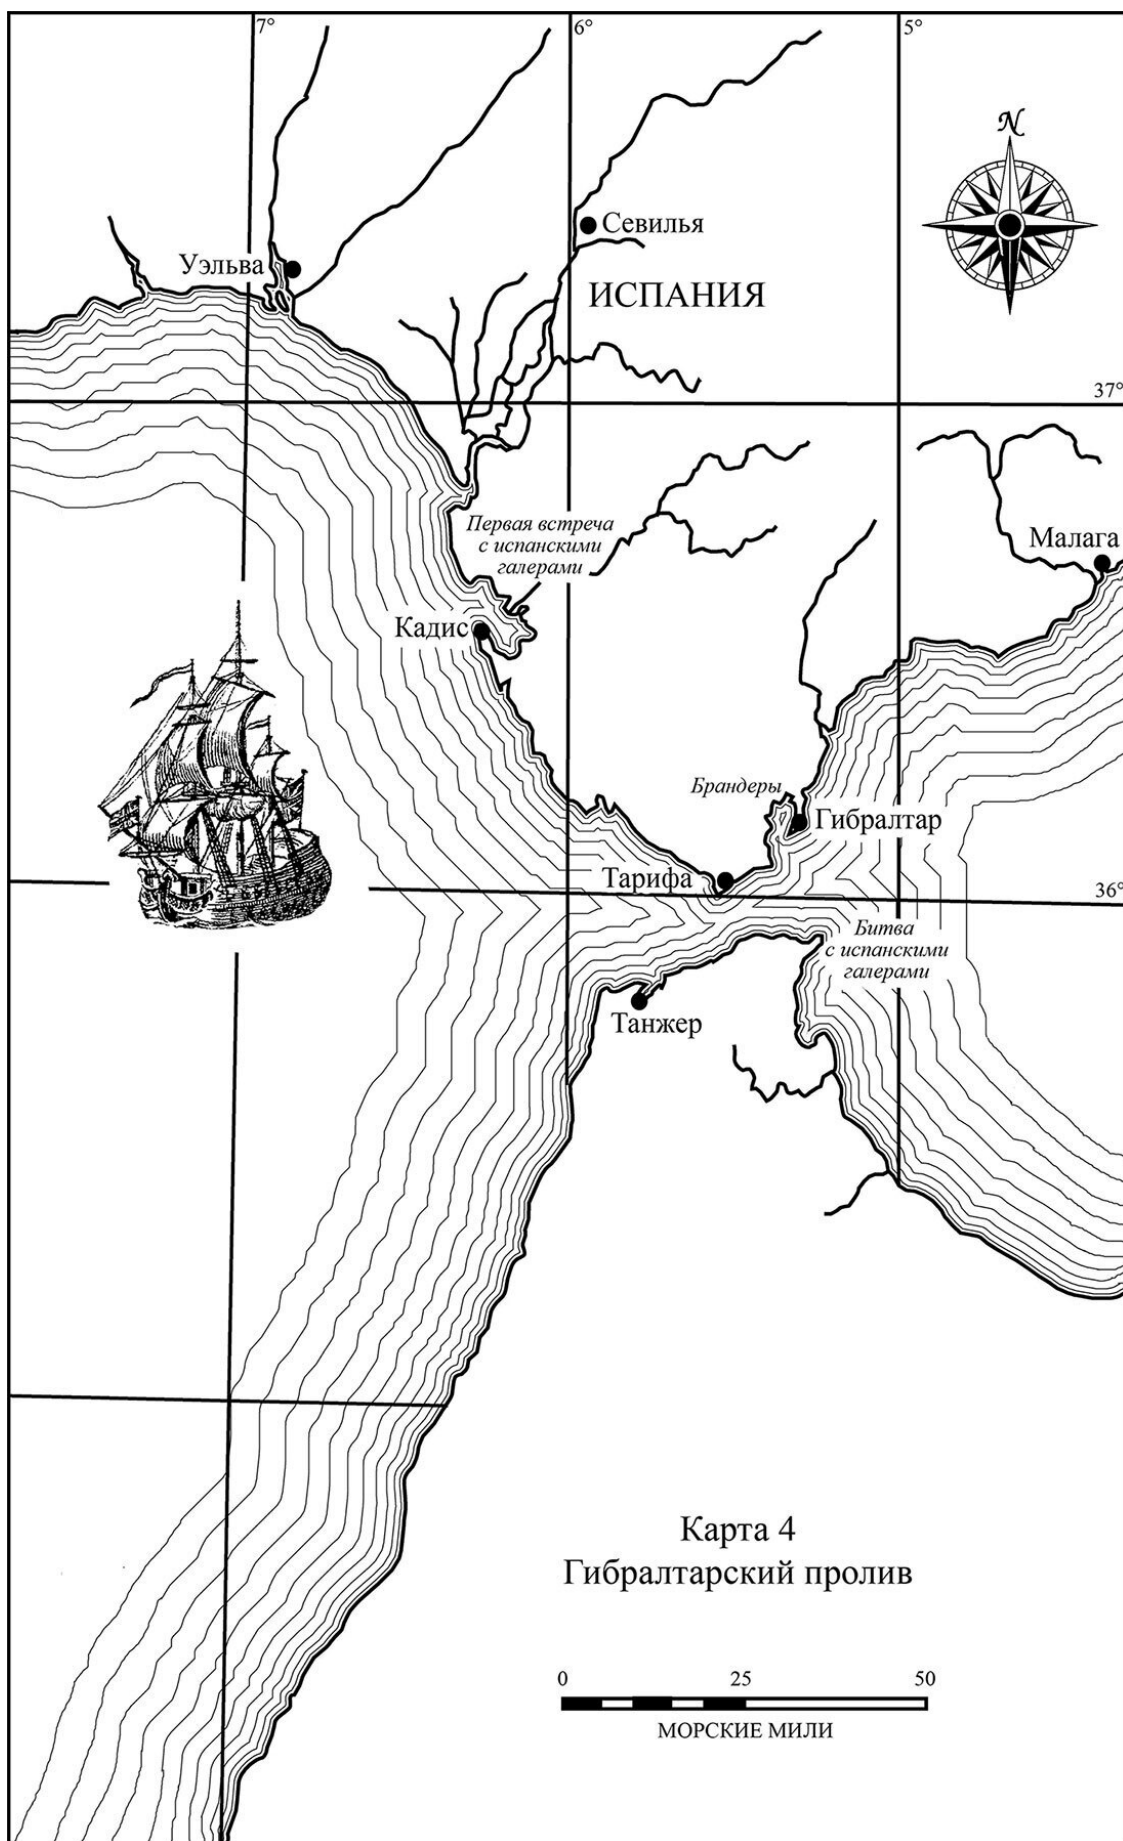 7°
6°
5°
N
Севилья
Уэльва
ИСПАНИЯ
37°
Первая встреча
с испанскими
галерами
Малага
Кадис
Брандеры
Гибралтар
Тарифа
36°
Битва
с испанскими
галерами
Танжер
Карта 4
Гибралтарский пролив
0 25 50
МОРСКИЕ МИЛИ